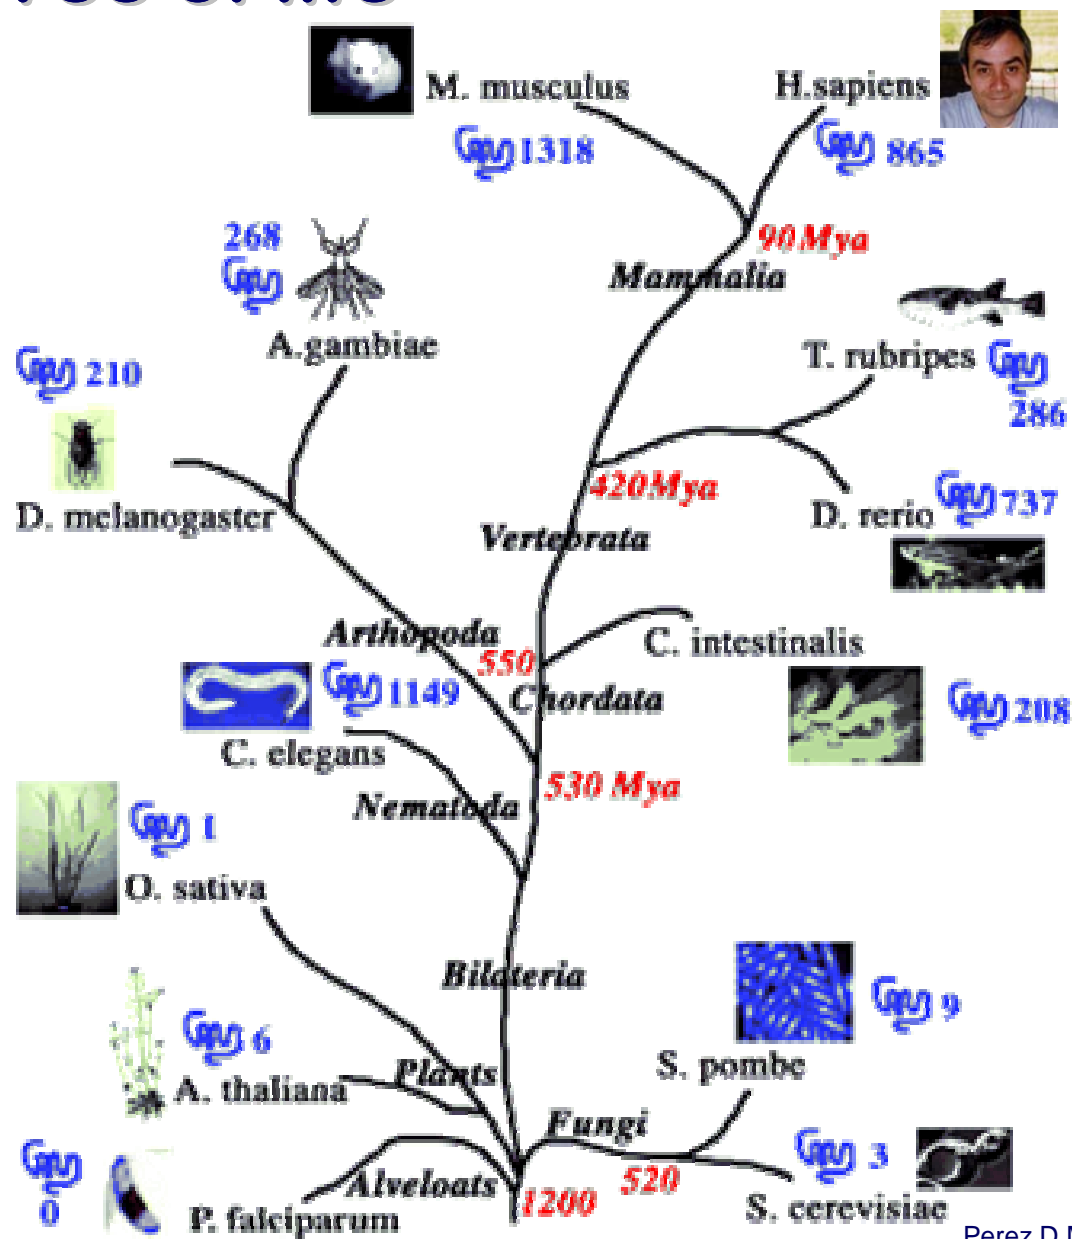 M. musculus
H.sapiens
1318
865
268
90Mya
Mammalia
A.gambiae
T. rubripes
210
286
420Mya
D. melanogaster
D. rerio
737
Vertebrata
Arthopoda
C. intestinalis
550
1149
Chordata
208
C. elegans
530 Mya
Nematoda
1
O. sativa
Bilateria
9
6
S. pombe
A. thaliana
Plants
Fungi
3
0
Alveloats
520
1200
P. falciparum
S. cerevisiae
Perez D